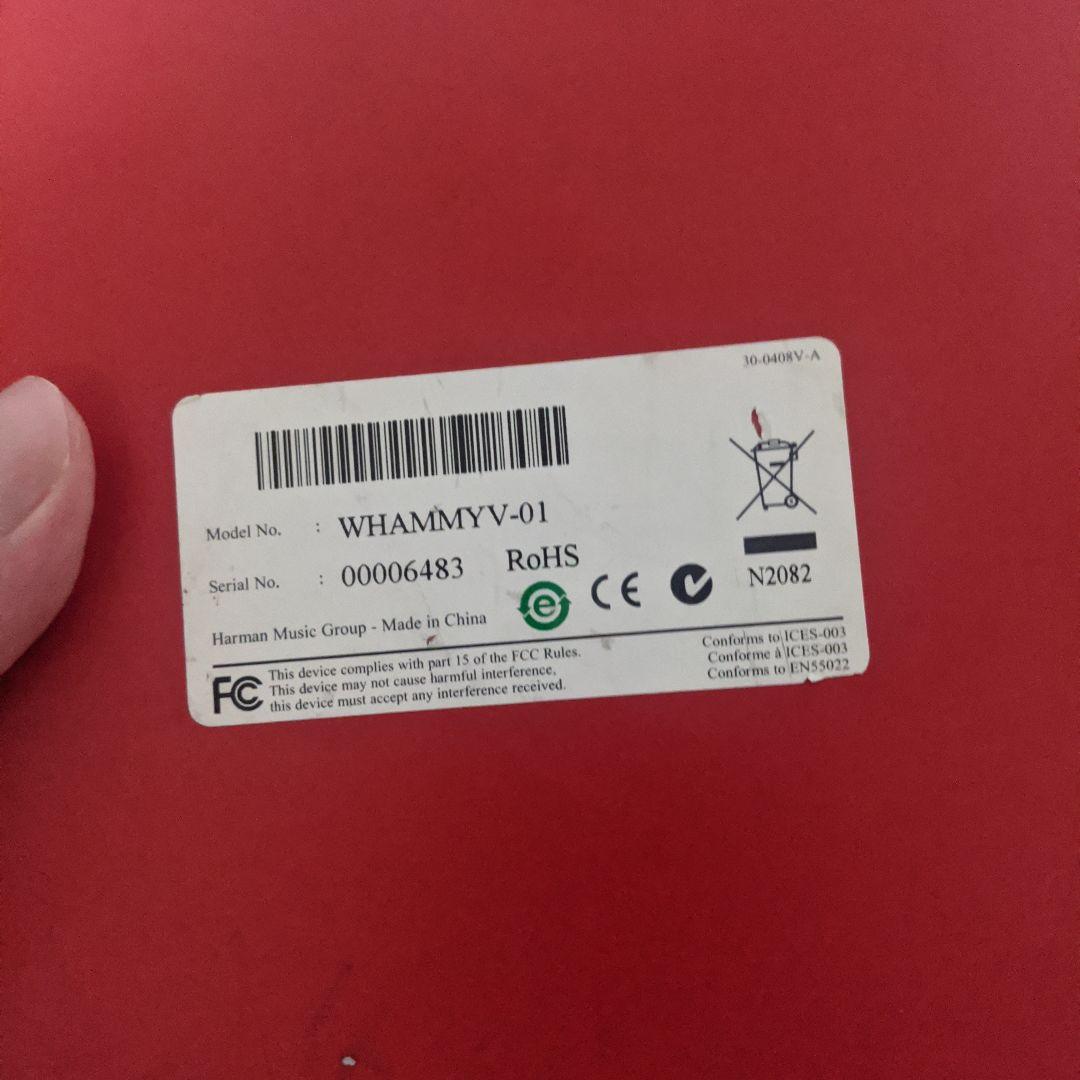 30-0408V-A
Model No. : WHAMMYV-01
Serial No. : 00006483 RoHS
e CE N2082
Harman Music Group - Made in China
FC This device complies with part 15 of the FCC Rules.
This device may not cause harmful interference,
this device must accept any interference received.
Conforms to ICES-003
Conforme à ICES-003
Conforms to EN55022